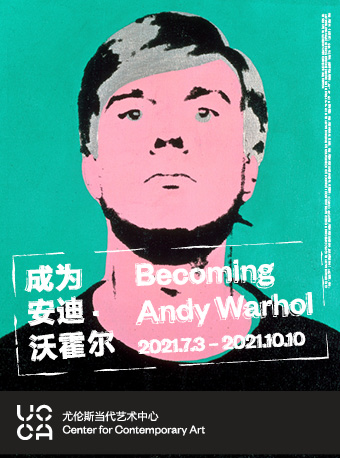 成为
安迪·
沃霍尔
Becoming
Andy Warhol
2021.7.3 – 2021.10.10
UCCA
尤伦斯当代艺术中心
Center for Contemporary Art